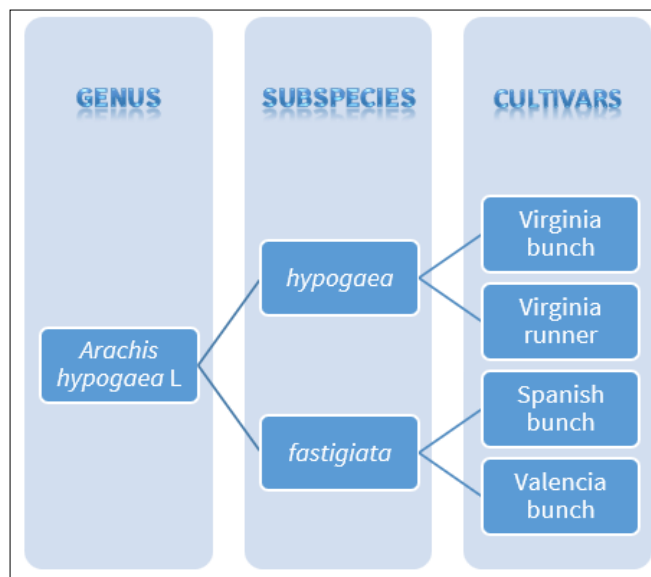 GENUS
SUBSPECIES
CULTIVARS
Arachis
hypogaea L
hypogaea
fastigiata
Virginia
bunch
Virginia
runner
Spanish
bunch
Valencia
bunch